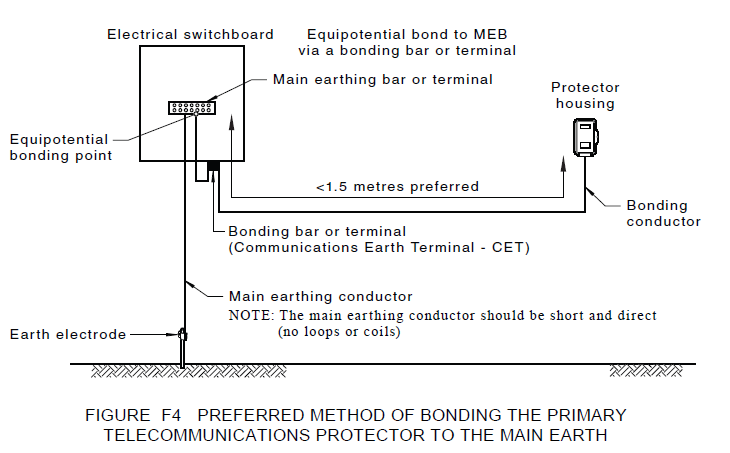 Electrical switchboard
Equipotential bond to MEB
via a bonding bar or terminal
Main earthing bar or terminal
Protector
housing
Equipotential
bonding point
<1.5 metres preferred
Bonding
conductor
Bonding bar or terminal
(Communications Earth Terminal - CET)
Main earthing conductor
NOTE: The main earthing conductor should be short and direct
(no loops or coils)
Earth electrode
FIGURE F4 PREFERRED METHOD OF BONDING THE PRIMARY
TELECOMMUNICATIONS PROTECTOR TO THE MAIN EARTH